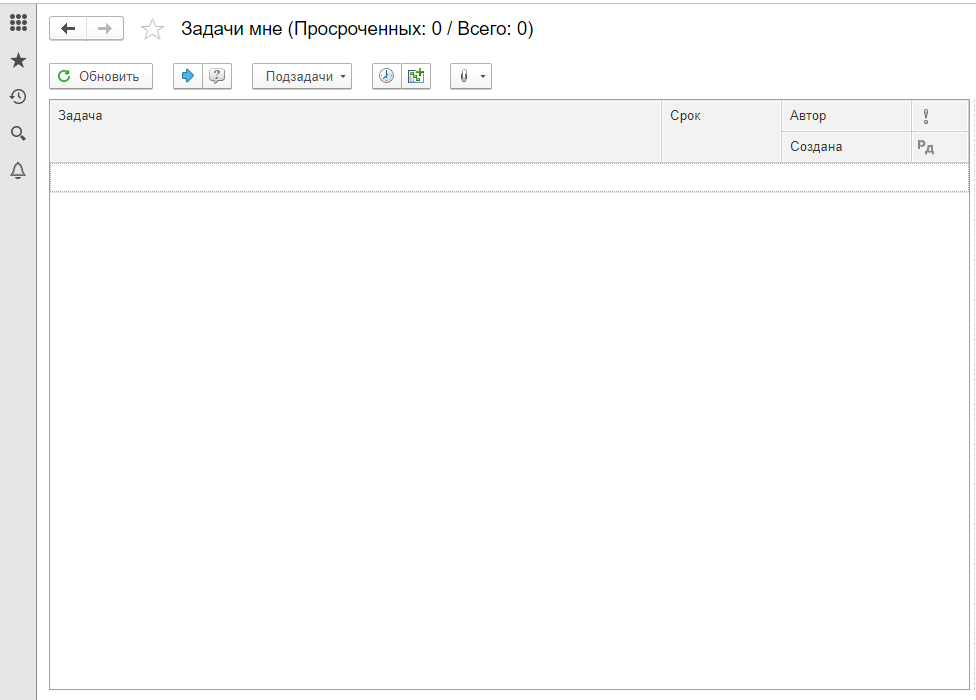 Задачи мне (Просроченных: 0 / Всего: 0)
Обновить
Подзадачи
Задача
Срок
Автор
Создана
Рд